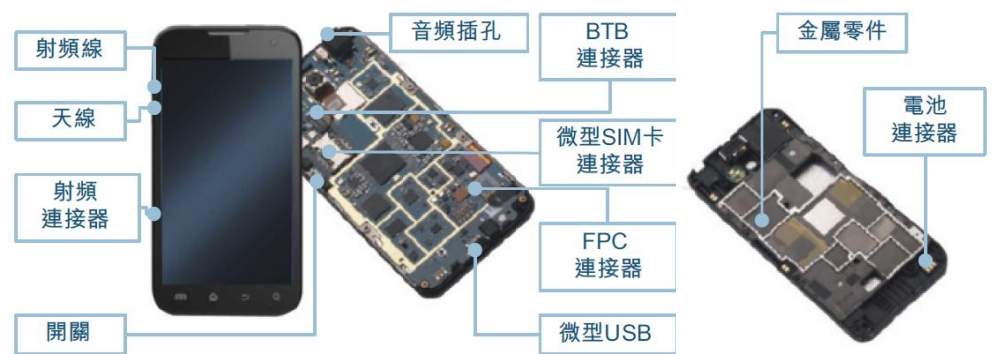 射頻線
天線
射頻
連接器
開關
音頻插孔
BTB
連接器
微型SIM卡
連接器
FPC
連接器
微型USB
金屬零件
電池
連接器